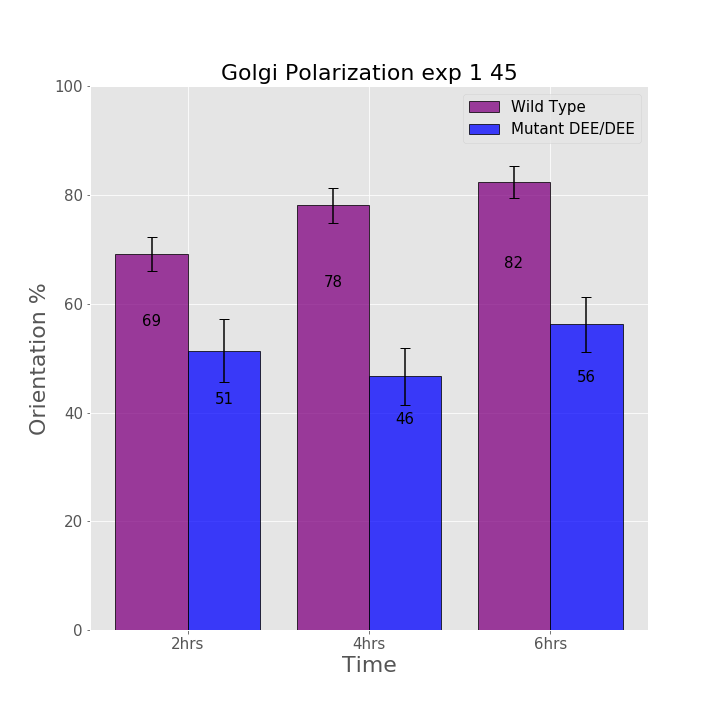 Golgi Polarization exp 1 45
Wild Type
Mutant DEE/DEE
Orientation %
100
80
60
40
20
0
69
51
78
46
82
56
2hrs
4hrs
6hrs
Time